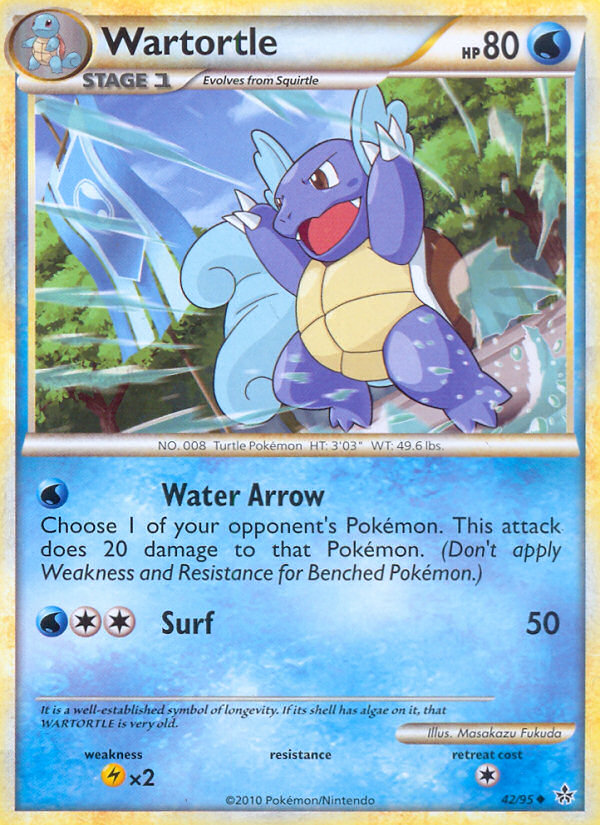 Wartortle HP 80
STAGE 1 Evolves from Squirtle
NO. 008 Turtle Pokémon HT: 3'03" WT: 49.6 lbs.
Water Arrow
Choose 1 of your opponent's Pokémon. This attack
does 20 damage to that Pokémon. (Don't apply
Weakness and Resistance for Benched Pokémon.)
Surf 50
It is a well-established symbol of longevity. If its shell has algae on it, that
WARTORTLE is very old.
Illus. Masakazu Fukuda
weakness resistance retreat cost
×2
©2010 Pokémon/Nintendo 42/95